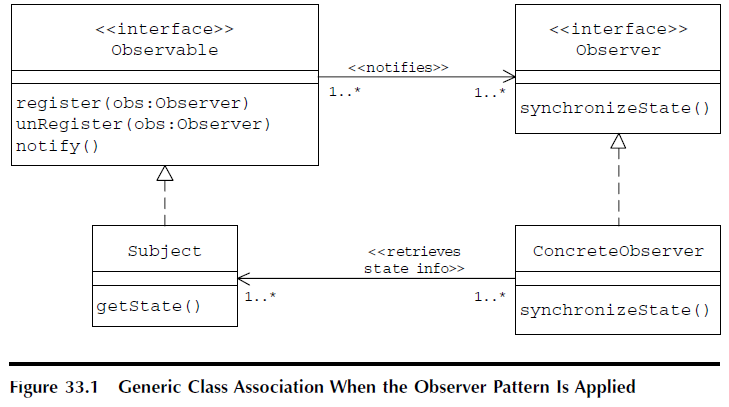 <<interface>>
Observable
register(obs:Observer)
unRegister(obs:Observer)
notify()
<<notifies>>
1..*
1..*
<<interface>>
Observer
synchronizeState()
Subject
getState()
<<retrieves
state info>>
1..*
1..*
ConcreteObserver
synchronizeState()
Figure 33.1 Generic Class Association When the Observer Pattern Is Applied